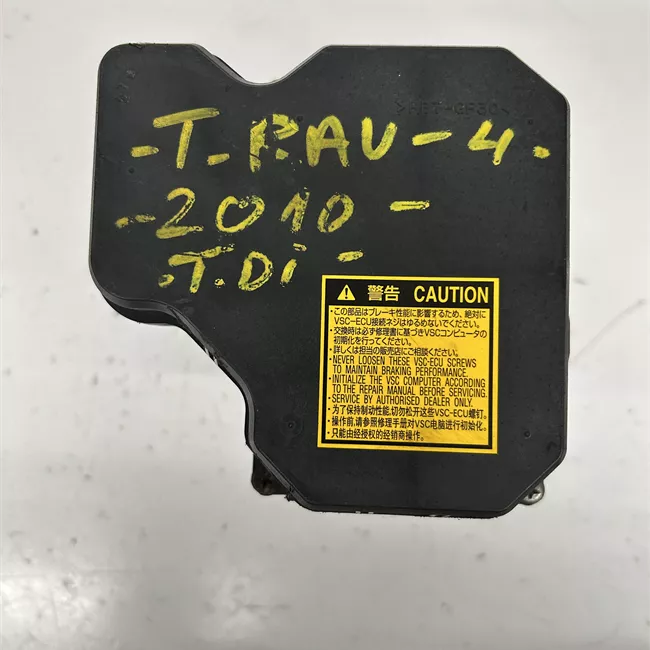 >PBT-GF30<
-T-RAV-4-
-2010-
.T.Di-
警告 CAUTION
・この部品はブレーキ性能に影響するため、絶対に
VSC-ECU接続ネジはゆるめないでください。
・交換時は必ず修理書に基づきVSCコンピュータの
初期化を行ってください。
・詳しくは担当の販売店にご相談ください。
・NEVER LOOSEN THESE VSC-ECU SCREWS
TO MAINTAIN BRAKING PERFORMANCE.
・INITIALIZE THE VSC COMPUTER ACCORDING
TO THE REPAIR MANUAL BEFORE SERVICING.
・SERVICE BY AUTHORISED DEALER ONLY.
・为了保持制动性能,切勿松开这些VSC-ECU螺钉。
・操作前,请参照修理手册对VSC电脑进行初始化。
・只能由经授权的经销商操作。